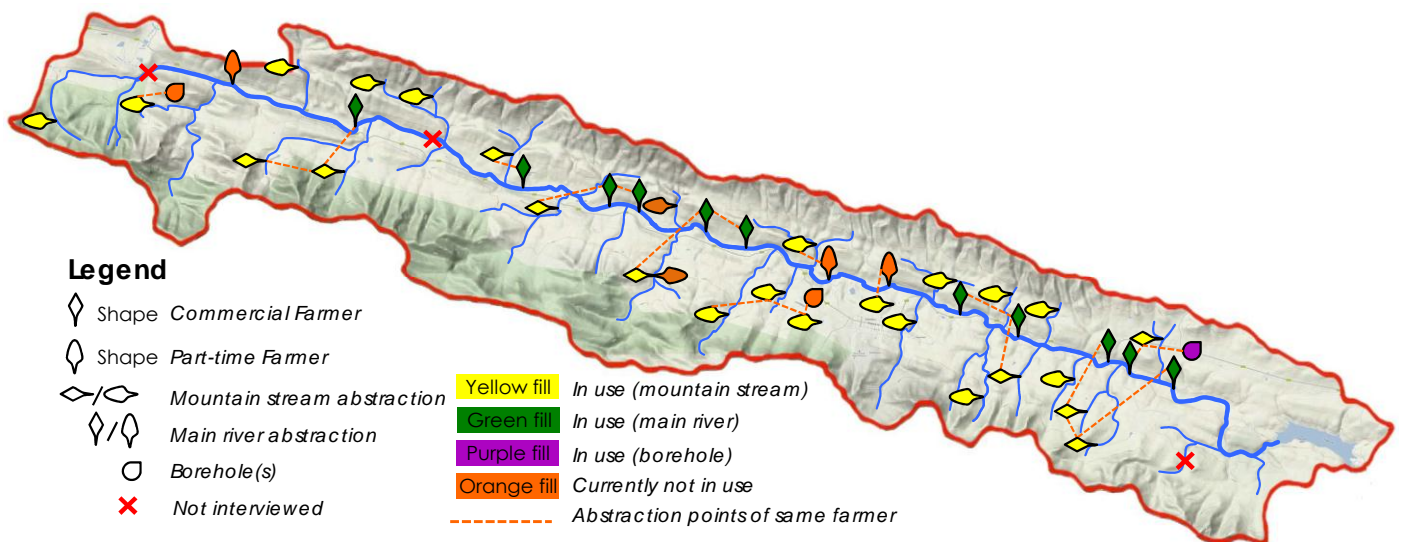 Legend
Shape Commercial Farmer
Shape Part-time Farmer
Mountain stream abstraction
Main river abstraction
Borehole(s)
Not interviewed
Yellow fill In use (mountain stream)
Green fill In use (main river)
Purple fill In use (borehole)
Orange fill Currently not in use
Abstraction points of same farmer